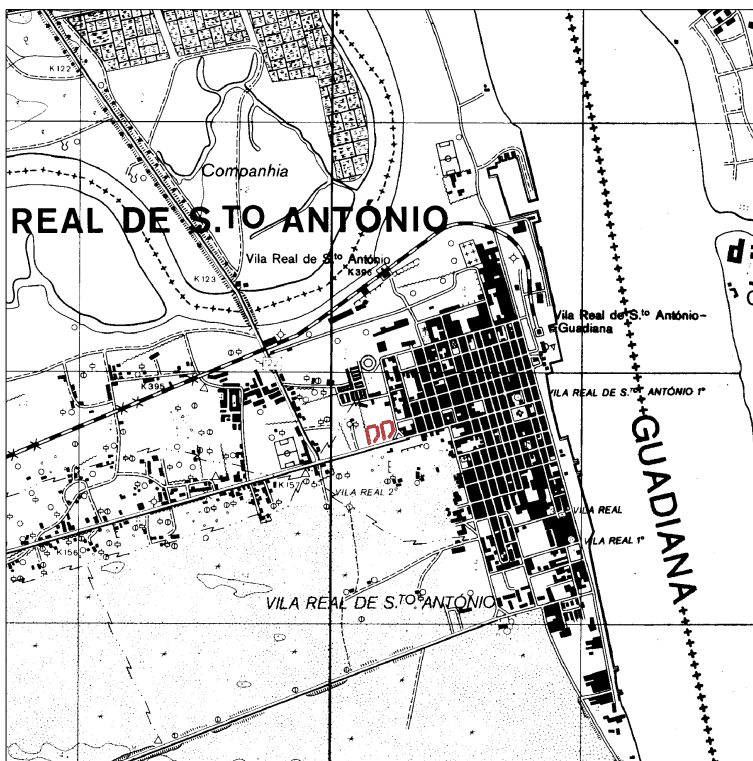 K 122
Companhia
REAL DE S.TO ANTÓNIO
Vila Real de S.to António
K 396
K 123
Vila Real de S.to António-
Guadiana
K 395
VILA REAL DE S.TO ANTÓNIO 1º
GUADIANA
K 157
VILA REAL 2º
VILA REAL
VILA REAL 1º
K 156
VILA REAL DE S.TO ANTÓNIO